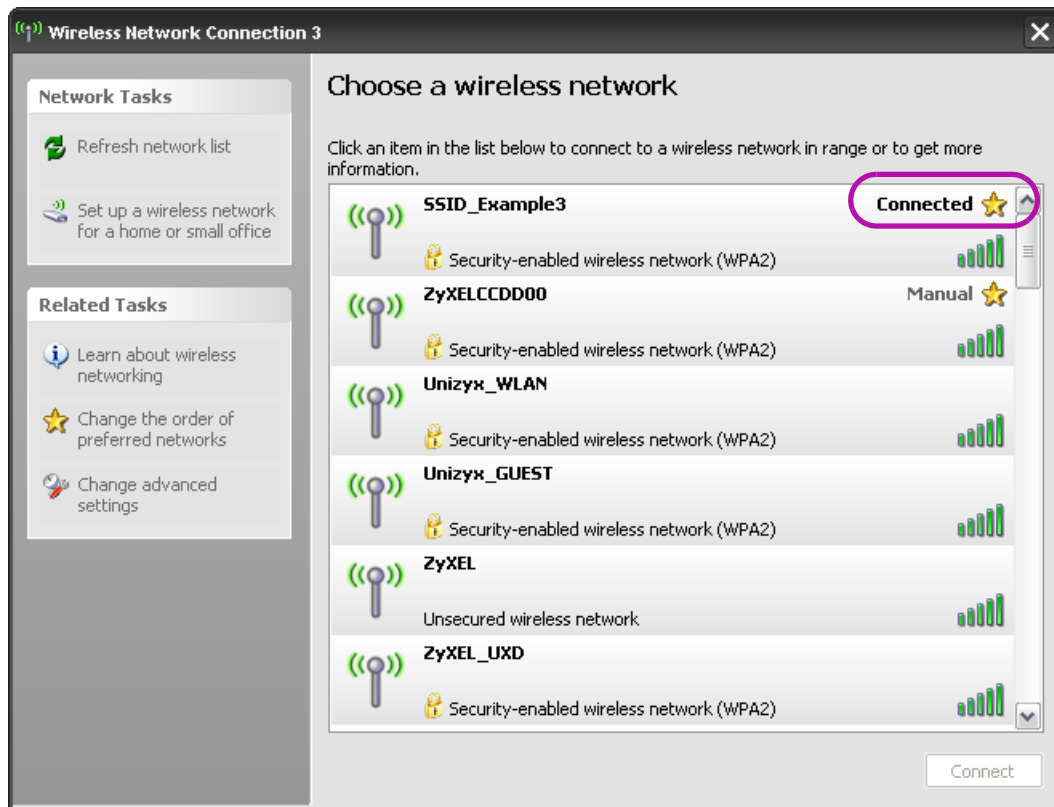 Wireless Network Connection 3
Network Tasks
Refresh network list
Set up a wireless network
for a home or small office
Related Tasks
Learn about wireless
networking
Change the order of
preferred networks
Change advanced
settings
Choose a wireless network
Click an item in the list below to connect to a wireless network in range or to get more
information.
SSID_Example3 Connected
Security-enabled wireless network (WPA2)
ZyXELCCDD00 Manual
Security-enabled wireless network (WPA2)
Unizyx_WLAN
Security-enabled wireless network (WPA2)
Unizyx_GUEST
Security-enabled wireless network (WPA2)
ZyXEL
Unsecured wireless network
ZyXEL_UXD
Security-enabled wireless network (WPA2)
Connect